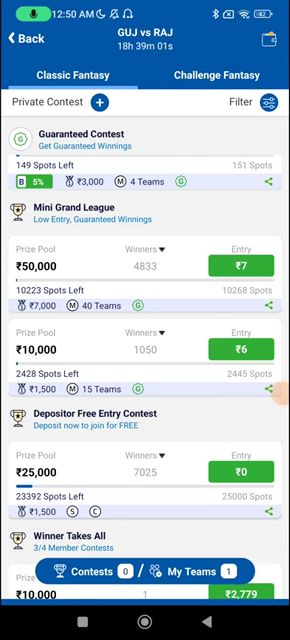 12:50 AM 42
Back GUJ vs RAJ
18h 39m 01s
Classic Fantasy Challenge Fantasy
Private Contest + Filter
G Guaranteed Contest
Get Guaranteed Winnings
149 Spots Left 151 Spots
B 5% ₹3,000 M 4 Teams G
Mini Grand League
Low Entry, Guaranteed Winnings
Prize Pool Winners Entry
₹50,000 4833 ₹7
10223 Spots Left 10268 Spots
₹7,000 M 40 Teams G
Prize Pool Winners Entry
₹10,000 1050 ₹6
2428 Spots Left 2445 Spots
₹1,500 M 15 Teams G
Depositor Free Entry Contest
Deposit now to join for FREE
Prize Pool Winners Entry
₹25,000 7025 ₹0
23392 Spots Left 25000 Spots
₹1,500 S C
Winner Takes All
3/4 Member Contests
Contests 0 / My Teams 1
₹10,000 1 ₹2,779